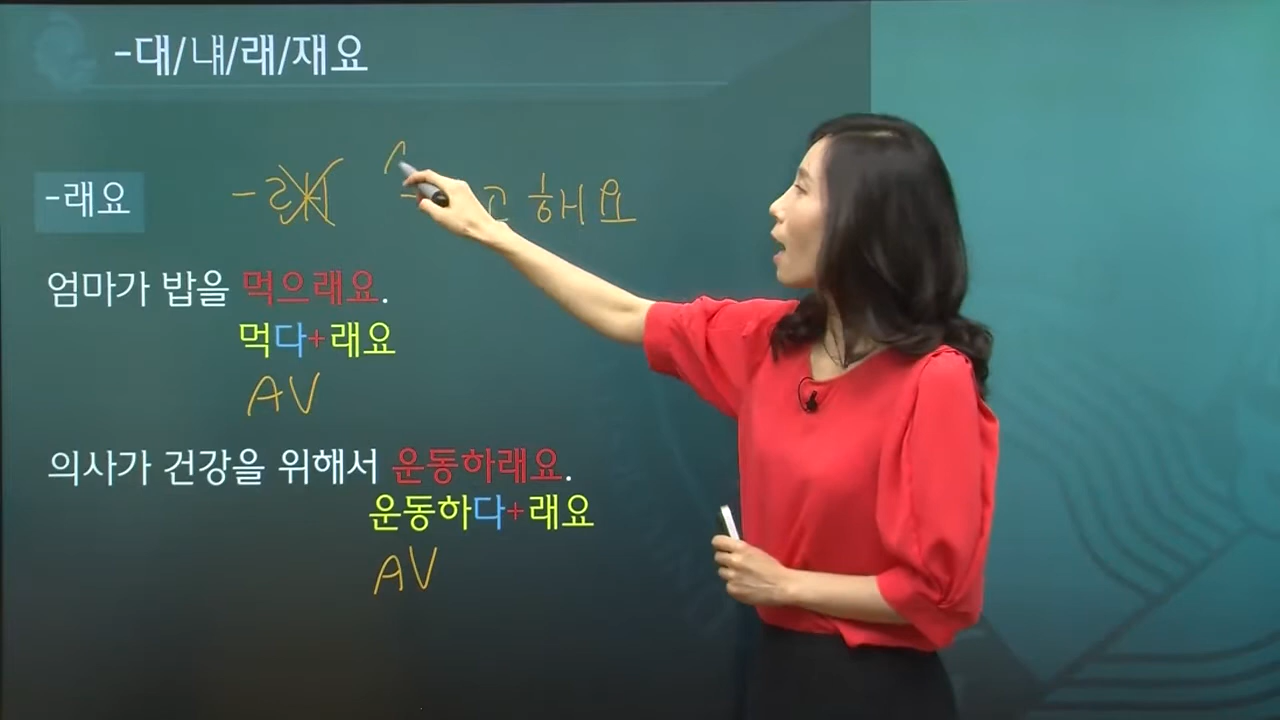 -대/냬/래/재요
-래요
-래 고 해요
엄마가 밥을 먹으래요.
먹다+래요
AV
의사가 건강을 위해서 운동하래요.
운동하다+래요
AV